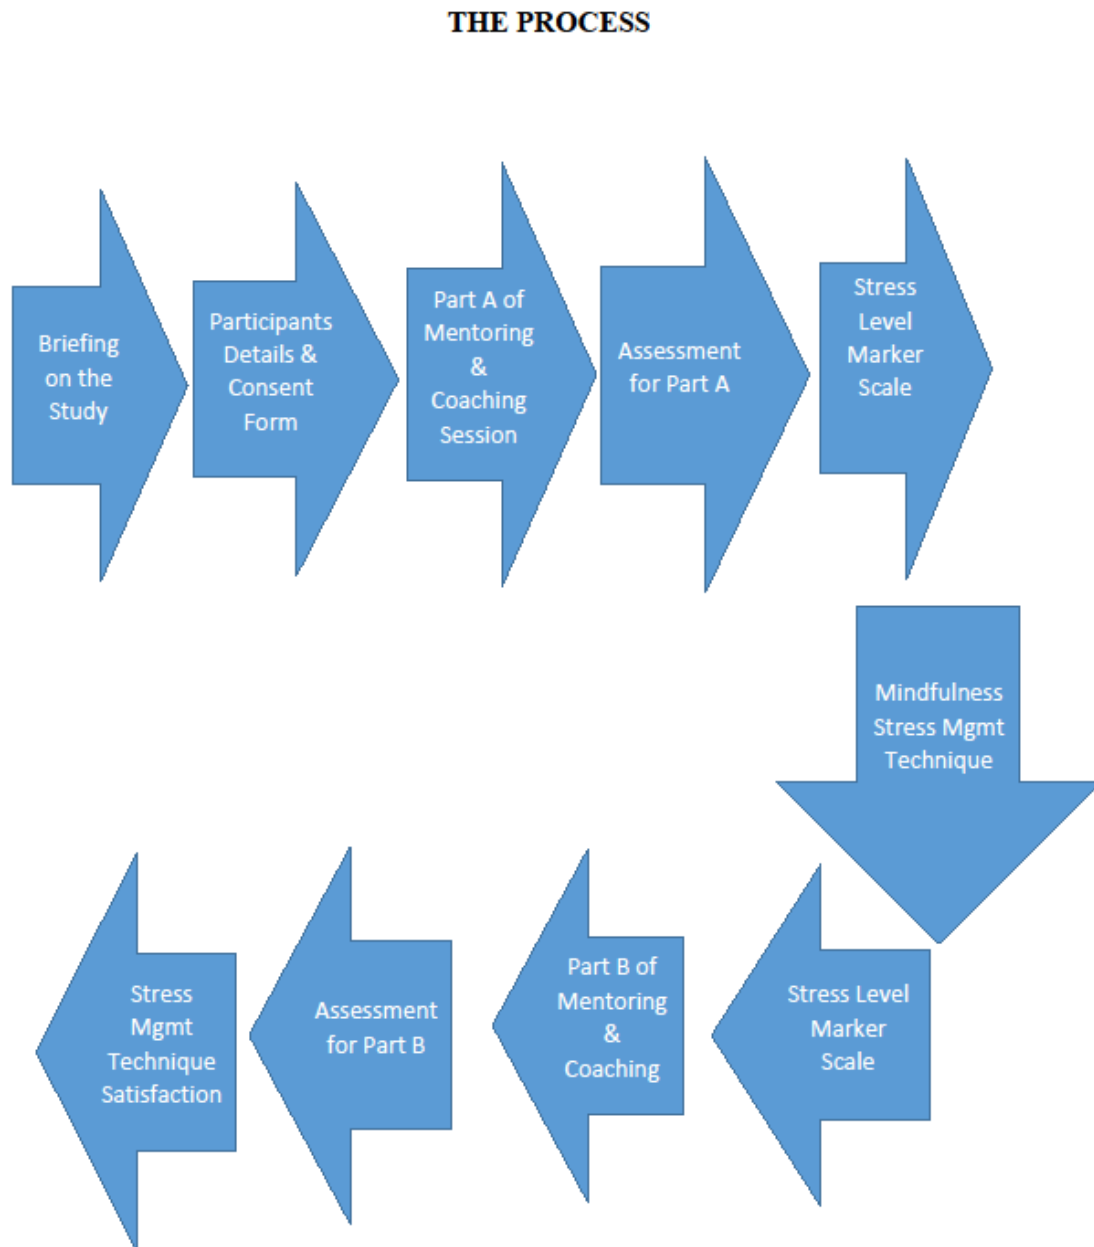 THE PROCESS
Briefing
on the
Study
Participants
Details &
Consent
Form
Part A of
Mentoring
&
Coaching
Session
Assessment
for Part A
Stress
Level
Marker
Scale
Mindfulness
Stress Mgmt
Technique
Stress Level
Marker
Scale
Part B of
Mentoring
&
Coaching
Assessment
for Part B
Stress
Mgmt
Technique
Satisfaction